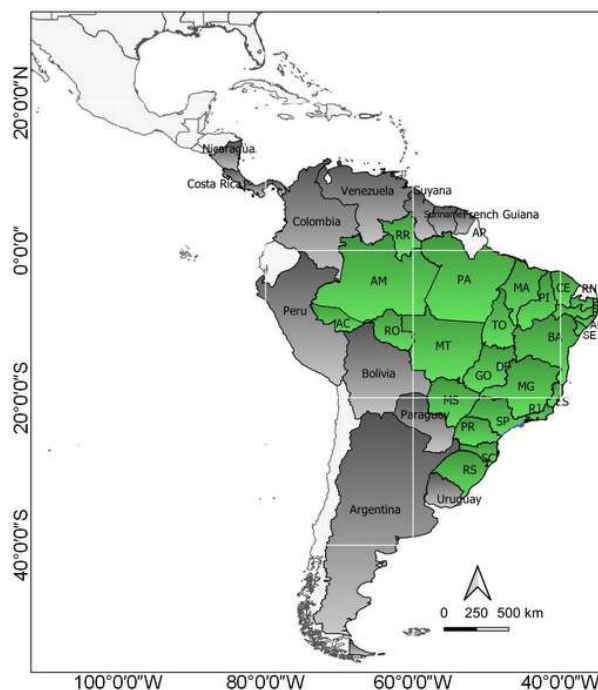 20°0'0"N
0°0'0"
20°0'0"S
40°0'0"S
Nicaragua
Costa Rica
Venezuela
Guyana
Suriname
French Guiana
Colombia
RR
AP
AM
PA
MA
CE
RN
PI
Peru
AC
RO
TO
BA
SE
MT
Bolivia
GO
DF
MG
MS
ES
RJ
Paraguay
SP
PR
SC
RS
Uruguay
Argentina
0 250 500 km
100°0'0"W
80°0'0"W
60°0'0"W
40°0'0"W